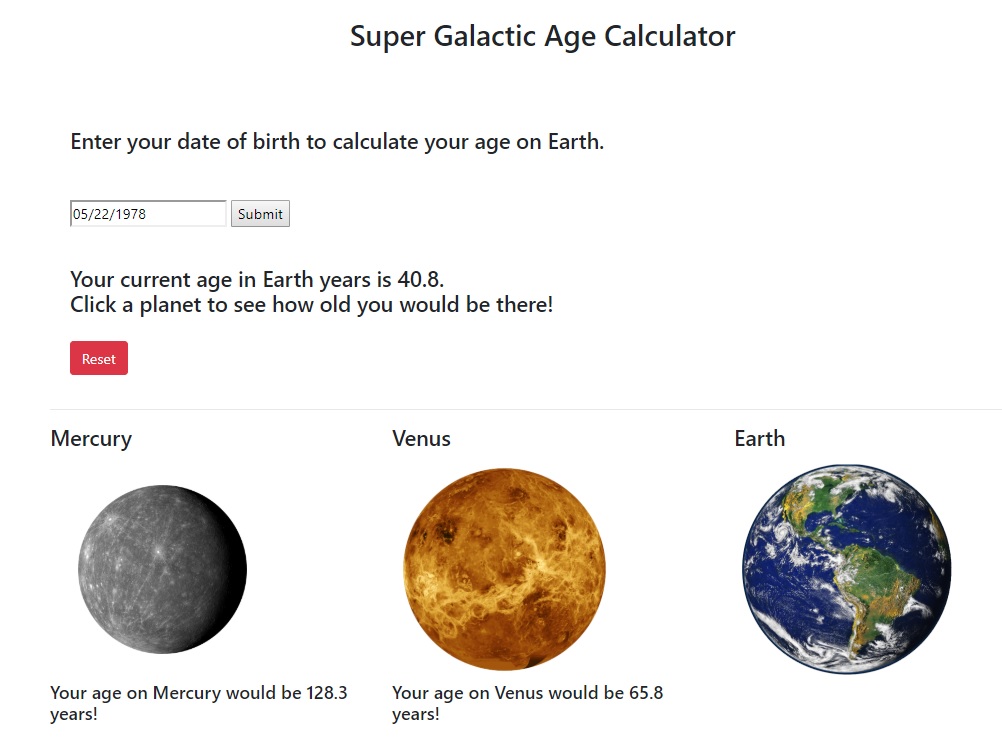 Super Galactic Age Calculator
Enter your date of birth to calculate your age on Earth.
05/22/1978 Submit
Your current age in Earth years is 40.8.
Click a planet to see how old you would be there!
Reset
Mercury Venus Earth
Your age on Mercury would be 128.3
years!
Your age on Venus would be 65.8
years!